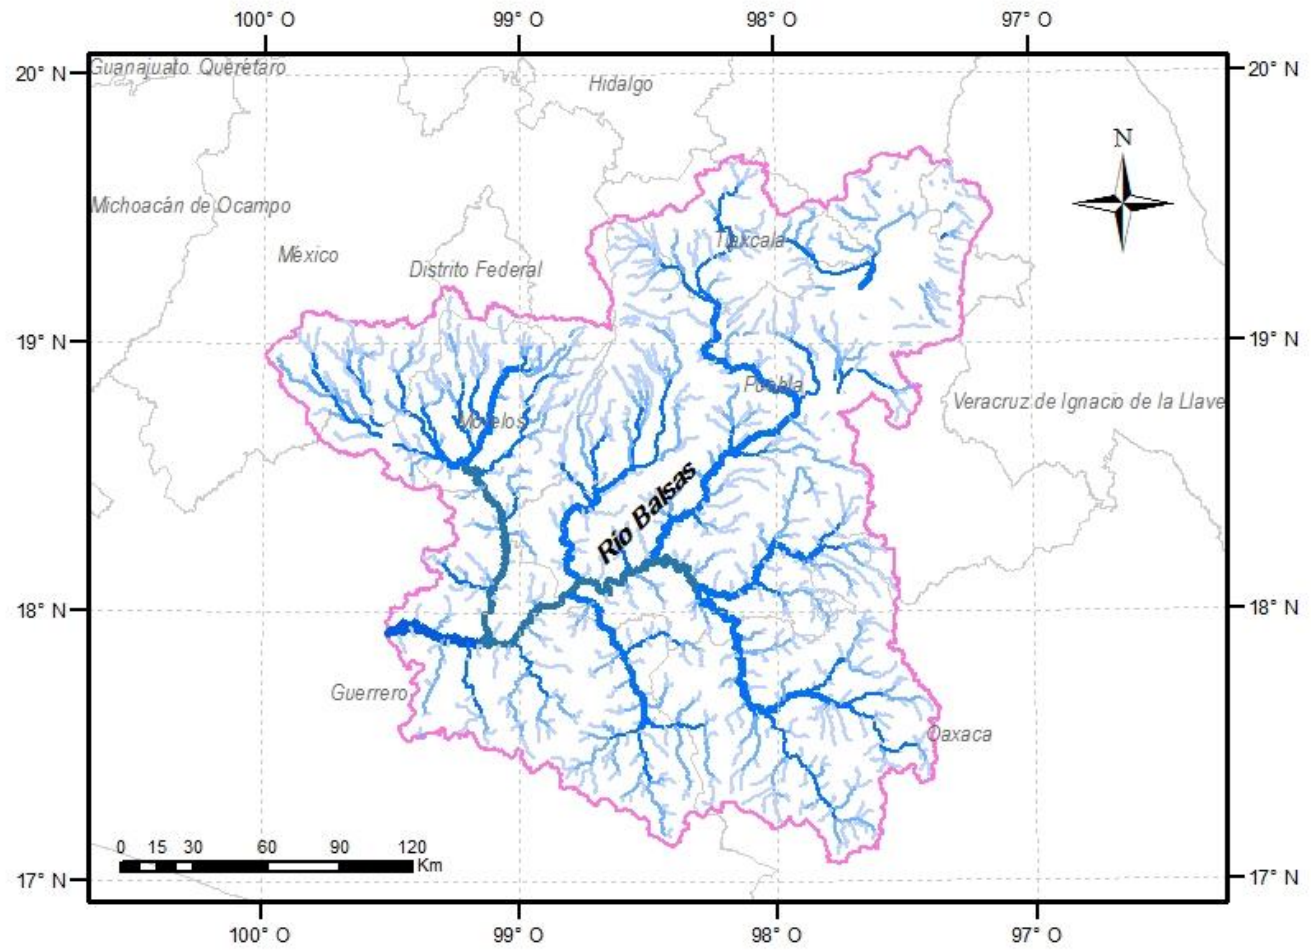 100° O 99° O 98° O 97° O
20° N 20° N
Guanajuato Querétaro
Hidalgo
N
Michoacán de Ocampo
México
Tlaxcala
Distrito Federal
19° N 19° N
Puebla
Veracruz de Ignacio de la Llave
Morelos
Río Balsas
18° N 18° N
Guerrero
Oaxaca
0 15 30 60 90 120
Km
17° N 17° N
100° O 99° O 98° O 97° O